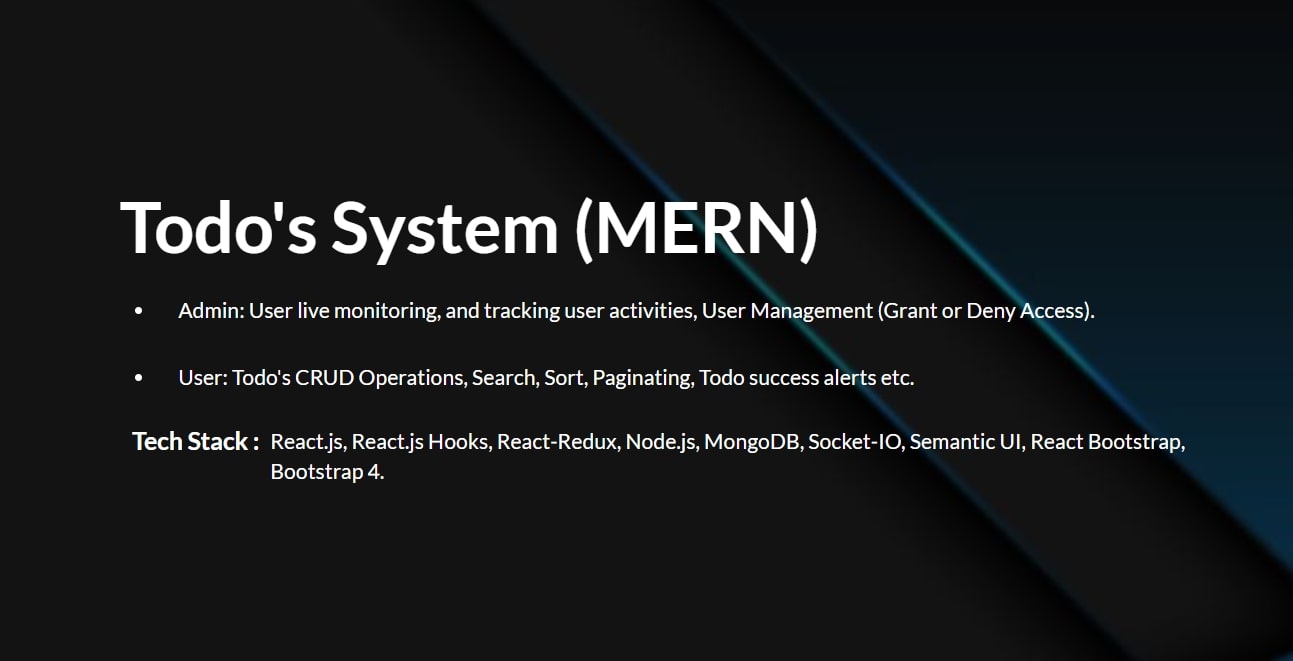 Todo's System (MERN)
• Admin: User live monitoring, and tracking user activities, User Management (Grant or Deny Access).
• User: Todo's CRUD Operations, Search, Sort, Paginating, Todo success alerts etc.
Tech Stack : React.js, React.js Hooks, React-Redux, Node.js, MongoDB, Socket-IO, Semantic UI, React Bootstrap,
Bootstrap 4.